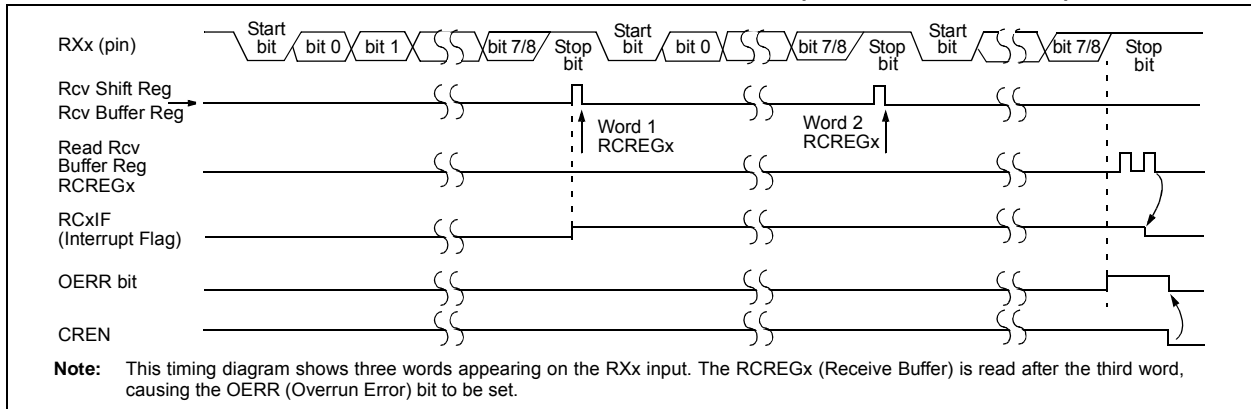 RXx (pin)
Start bit
bit 0
bit 1
bit 7/8
Stop bit
Start bit
bit 0
bit 7/8
Stop bit
Start bit
bit 7/8
Stop bit
Rcv Shift Reg
Rcv Buffer Reg
Word 1
RCREGx
Word 2
RCREGx
Read Rcv
Buffer Reg
RCREGx
RCxIF
(Interrupt Flag)
OERR bit
CREN
Note: This timing diagram shows three words appearing on the RXx input. The RCREGx (Receive Buffer) is read after the third word,
causing the OERR (Overrun Error) bit to be set.